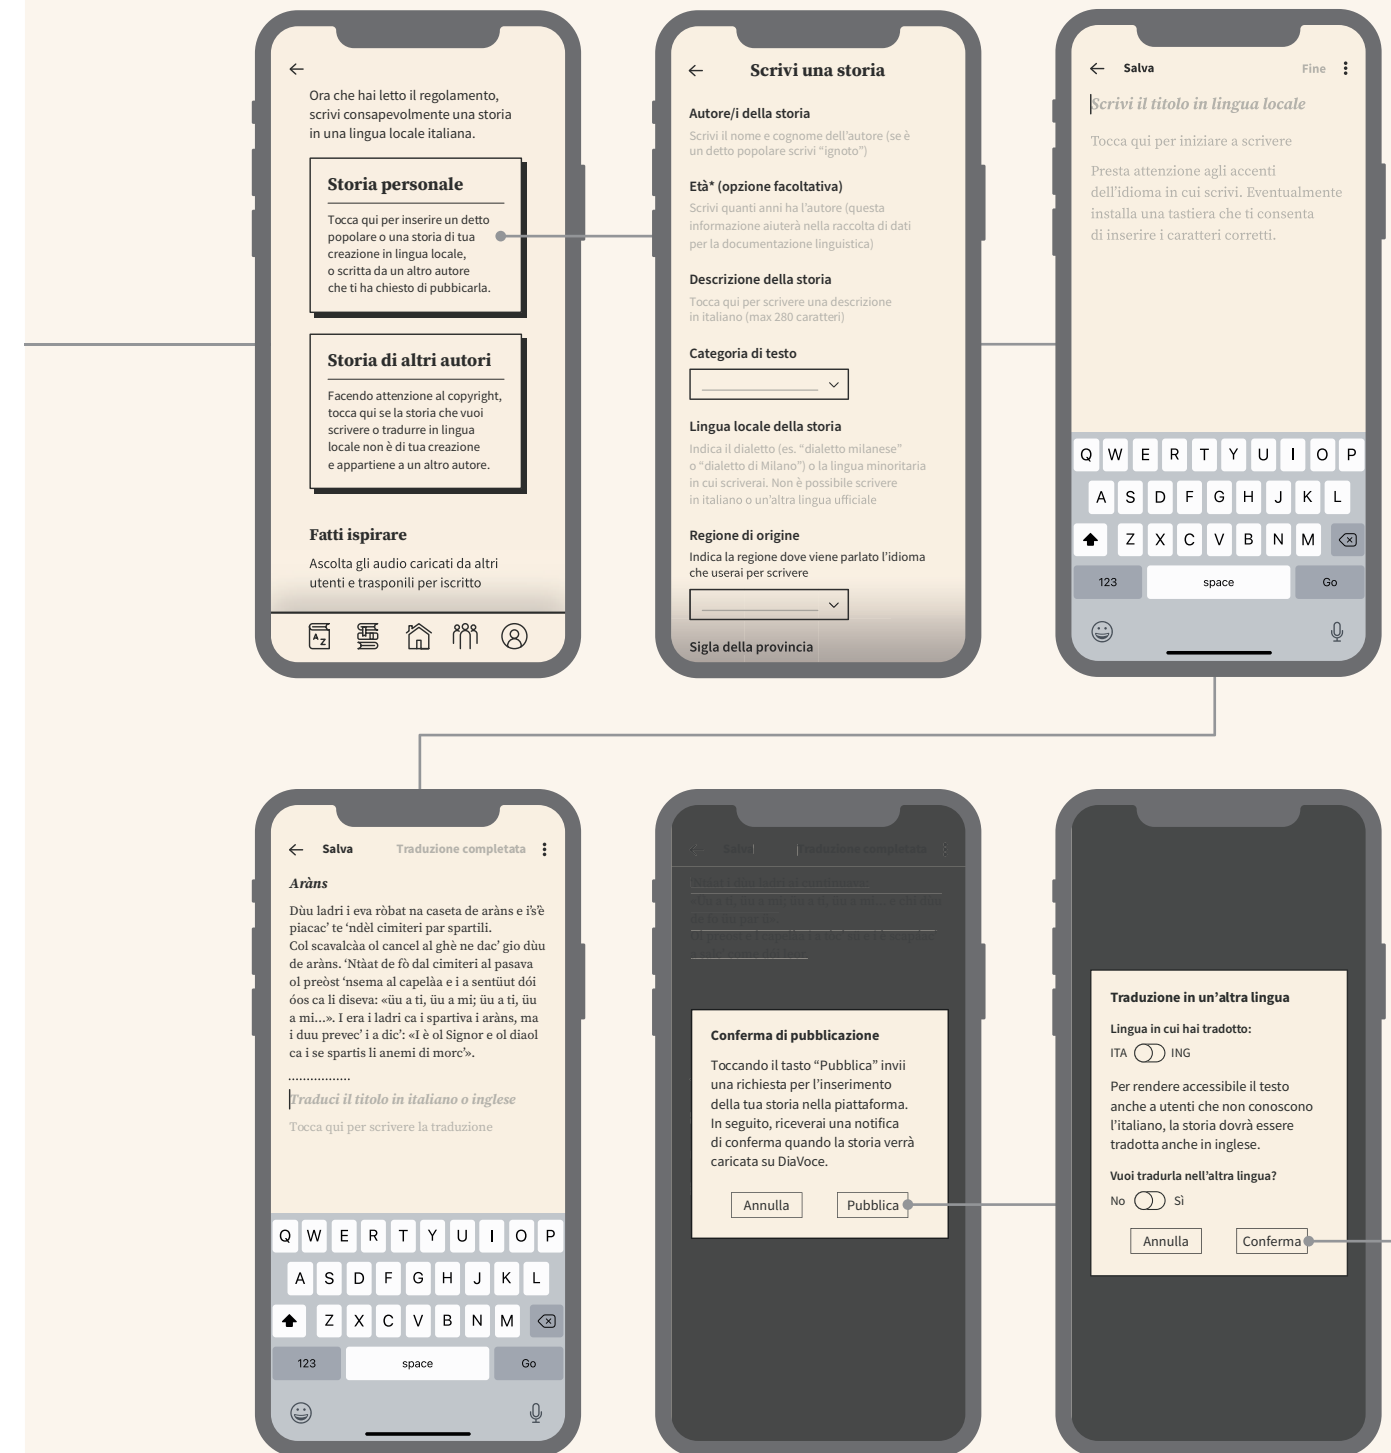 Ora che hai letto il regolamento,
scrivi consapevolmente una storia
in una lingua locale italiana.
Storia personale
Tocca qui per inserire un detto
popolare o una storia di tua
creazione in lingua locale,
o scritta da un altro autore
che ti ha chiesto di pubbicarla.
Storia di altri autori
Facendo attenzione al copyright,
tocca qui se la storia che vuoi
scrivere o tradurre in lingua
locale non è di tua creazione
e appartiene a un altro autore.
Fatti ispirare
Ascolta gli audio caricati da altri
utenti e trasponili per iscritto
A Z
Scrivi una storia
Autore/i della storia
Scrivi il nome e cognome dell'autore (se è
un detto popolare scrivi “ignoto”)
Età* (opzione facoltativa)
Scrivi quanti anni ha l'autore (questa
informazione aiuterà nella raccolta di dati
per la documentazione linguistica)
Descrizione della storia
Tocca qui per scrivere una descrizione
in italiano (max 280 caratteri)
Categoria di testo
Lingua locale della storia
Indica il dialetto (es. “dialetto milanese”
o “dialetto di Milano”) o la lingua minoritaria
in cui scriverai. Non è possibile scrivere
in italiano o un'altra lingua ufficiale
Regione di origine
Indica la regione dove viene parlato l'idioma
che userai per scrivere
Sigla della provincia
Salva Fine
Scrivi il titolo in lingua locale
Tocca qui per iniziare a scrivere
Presta attenzione agli accenti
dell'idioma in cui scrivi. Eventualmente
installa una tastiera che ti consenta
di inserire i caratteri corretti.
Q W E R T Y U I O P
A S D F G H J K L
Z X C V B N M
123 space Go
Salva Traduzione completata
Aràns
Dùu ladri i eva ròbat na caseta de aràns e i's'è
piacac' te ‘ndèl cimiteri par spartili.
Col scavalcàa ol cancel al ghè ne dac' gio dùu
de aràns. ‘Ntàat de fò dal cimiteri al pasava
ol preòst ‘nsema al capelàa e i a sentüut dói
óos ca li diseva: «üu a ti, üu a mi; üu a ti, üu
a mi...». I era i ladri ca i spartiva i aràns, ma
i duu prevec' i a dic': «I è ol Signor e ol diaol
ca i se spartis li anemi di morc'».
.................
Traduci il titolo in italiano o inglese
Tocca qui per scrivere la traduzione
Q W E R T Y U I O P
A S D F G H J K L
Z X C V B N M
123 space Go
Salva Traduzione completata
Conferma di pubblicazione
Toccando il tasto “Pubblica” invii
una richiesta per l'inserimento
della tua storia nella piattaforma.
In seguito, riceverai una notifica
di conferma quando la storia verrà
caricata su DiaVoce.
Annulla Pubblica
Traduzione in un'altra lingua
Lingua in cui hai tradotto:
ITA ING
Per rendere accessibile il testo
anche a utenti che non conoscono
l'italiano, la storia dovrà essere
tradotta anche in inglese.
Vuoi tradurla nell'altra lingua?
No Sì
Annulla Conferma